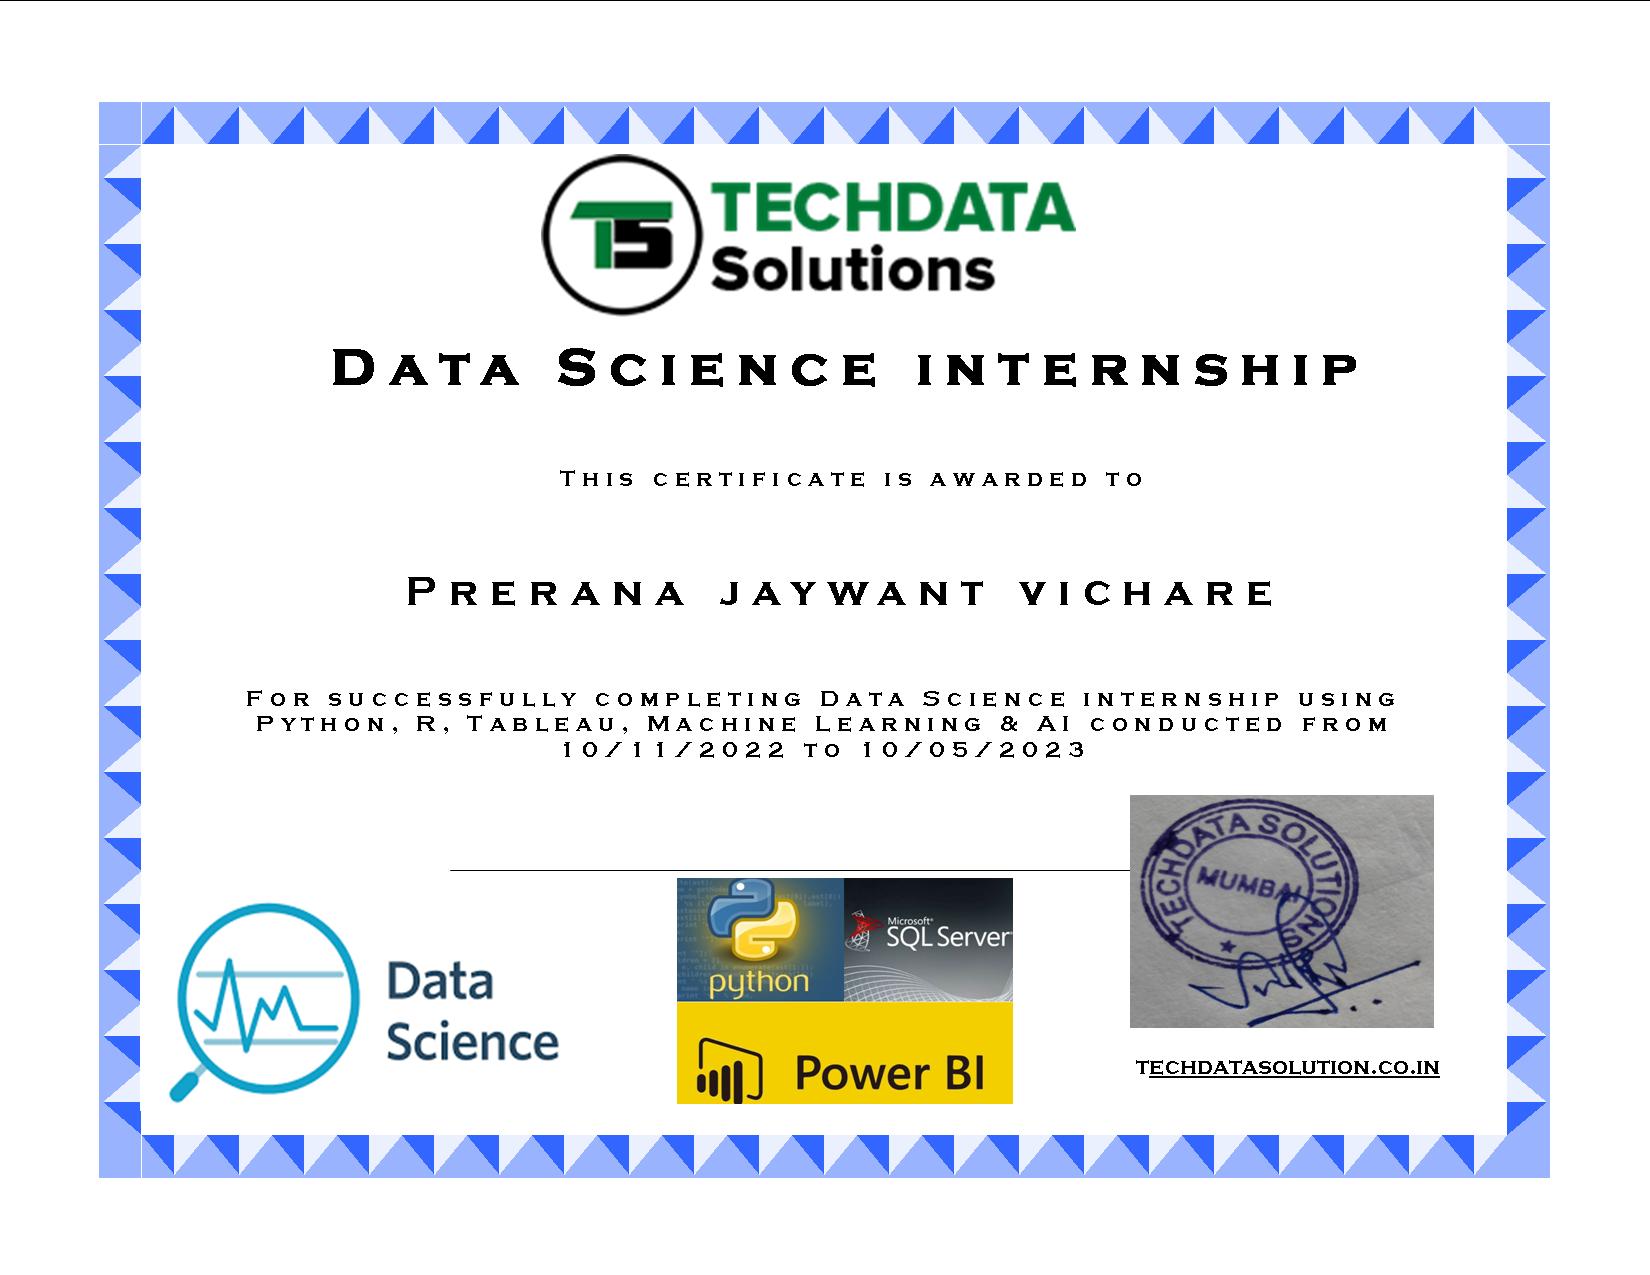 TS TECHDATA
Solutions
DATA SCIENCE INTERNSHIP
THIS CERTIFICATE IS AWARDED TO
PRERANA JAYWANT VICHARE
FOR SUCCESSFULLY COMPLETING DATA SCIENCE INTERNSHIP USING
PYTHON, R, TABLEAU, MACHINE LEARNING & AI CONDUCTED FROM
10/11/2022 TO 10/05/2023
Data
Science
python
Microsoft®
SQL Server
Power BI
TECHDATA SOLUTIONS
MUMBAI
TECHDATASOLUTION.CO.IN